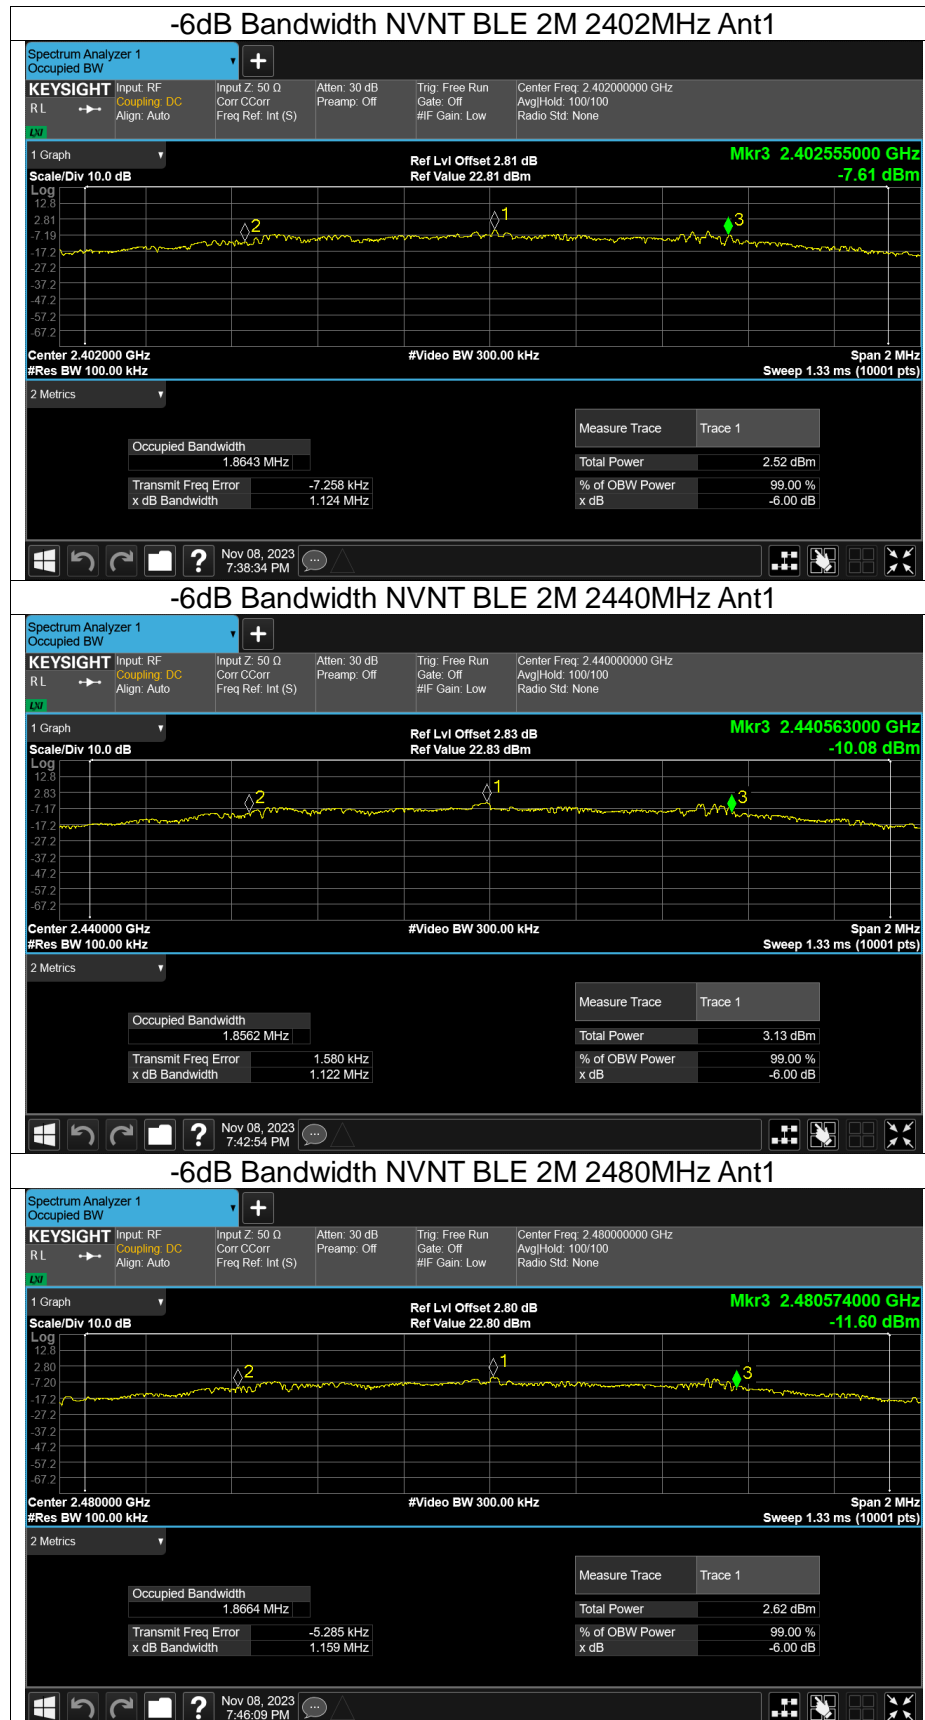 -6dB Bandwidth NVNT BLE 2M 2402MHz Ant1
Spectrum Analyzer 1
Occupied BW
+
KEYSIGHT
R L
LXI
Input: RF
Coupling: DC
Align: Auto
Input Z: 50 Ω
Corr CCorr
Freq Ref: Int (S)
Atten: 30 dB
Preamp: Off
Trig: Free Run
Gate: Off
#IF Gain: Low
Center Freq: 2.402000000 GHz
Avg|Hold: 100/100
Radio Std: None
1 Graph
Scale/Div 10.0 dB
Ref Lvl Offset 2.81 dB
Ref Value 22.81 dBm
Mkr3 2.402555000 GHz
-7.61 dBm
Log
12.8
2.81
-7.19
-17.2
-27.2
-37.2
-47.2
-57.2
-67.2
2
1
3
Center 2.402000 GHz
#Res BW 100.00 kHz
#Video BW 300.00 kHz
Span 2 MHz
Sweep 1.33 ms (10001 pts)
2 Metrics
Measure Trace Trace 1
Occupied Bandwidth
1.8643 MHz
Total Power 2.52 dBm
Transmit Freq Error -7.258 kHz
x dB Bandwidth 1.124 MHz
% of OBW Power 99.00 %
x dB -6.00 dB
?
Nov 08, 2023
7:38:34 PM
-6dB Bandwidth NVNT BLE 2M 2440MHz Ant1
Spectrum Analyzer 1
Occupied BW
+
KEYSIGHT
R L
LXI
Input: RF
Coupling: DC
Align: Auto
Input Z: 50 Ω
Corr CCorr
Freq Ref: Int (S)
Atten: 30 dB
Preamp: Off
Trig: Free Run
Gate: Off
#IF Gain: Low
Center Freq: 2.440000000 GHz
Avg|Hold: 100/100
Radio Std: None
1 Graph
Scale/Div 10.0 dB
Ref Lvl Offset 2.83 dB
Ref Value 22.83 dBm
Mkr3 2.440563000 GHz
-10.08 dBm
Log
12.8
2.83
-7.17
-17.2
-27.2
-37.2
-47.2
-57.2
-67.2
2
1
3
Center 2.440000 GHz
#Res BW 100.00 kHz
#Video BW 300.00 kHz
Span 2 MHz
Sweep 1.33 ms (10001 pts)
2 Metrics
Measure Trace Trace 1
Occupied Bandwidth
1.8562 MHz
Total Power 3.13 dBm
Transmit Freq Error 1.580 kHz
x dB Bandwidth 1.122 MHz
% of OBW Power 99.00 %
x dB -6.00 dB
?
Nov 08, 2023
7:42:54 PM
-6dB Bandwidth NVNT BLE 2M 2480MHz Ant1
Spectrum Analyzer 1
Occupied BW
+
KEYSIGHT
R L
LXI
Input: RF
Coupling: DC
Align: Auto
Input Z: 50 Ω
Corr CCorr
Freq Ref: Int (S)
Atten: 30 dB
Preamp: Off
Trig: Free Run
Gate: Off
#IF Gain: Low
Center Freq: 2.480000000 GHz
Avg|Hold: 100/100
Radio Std: None
1 Graph
Scale/Div 10.0 dB
Ref Lvl Offset 2.80 dB
Ref Value 22.80 dBm
Mkr3 2.480574000 GHz
-11.60 dBm
Log
12.8
2.80
-7.20
-17.2
-27.2
-37.2
-47.2
-57.2
-67.2
2
1
3
Center 2.480000 GHz
#Res BW 100.00 kHz
#Video BW 300.00 kHz
Span 2 MHz
Sweep 1.33 ms (10001 pts)
2 Metrics
Measure Trace Trace 1
Occupied Bandwidth
1.8664 MHz
Total Power 2.62 dBm
Transmit Freq Error -5.285 kHz
x dB Bandwidth 1.159 MHz
% of OBW Power 99.00 %
x dB -6.00 dB
?
Nov 08, 2023
7:46:09 PM